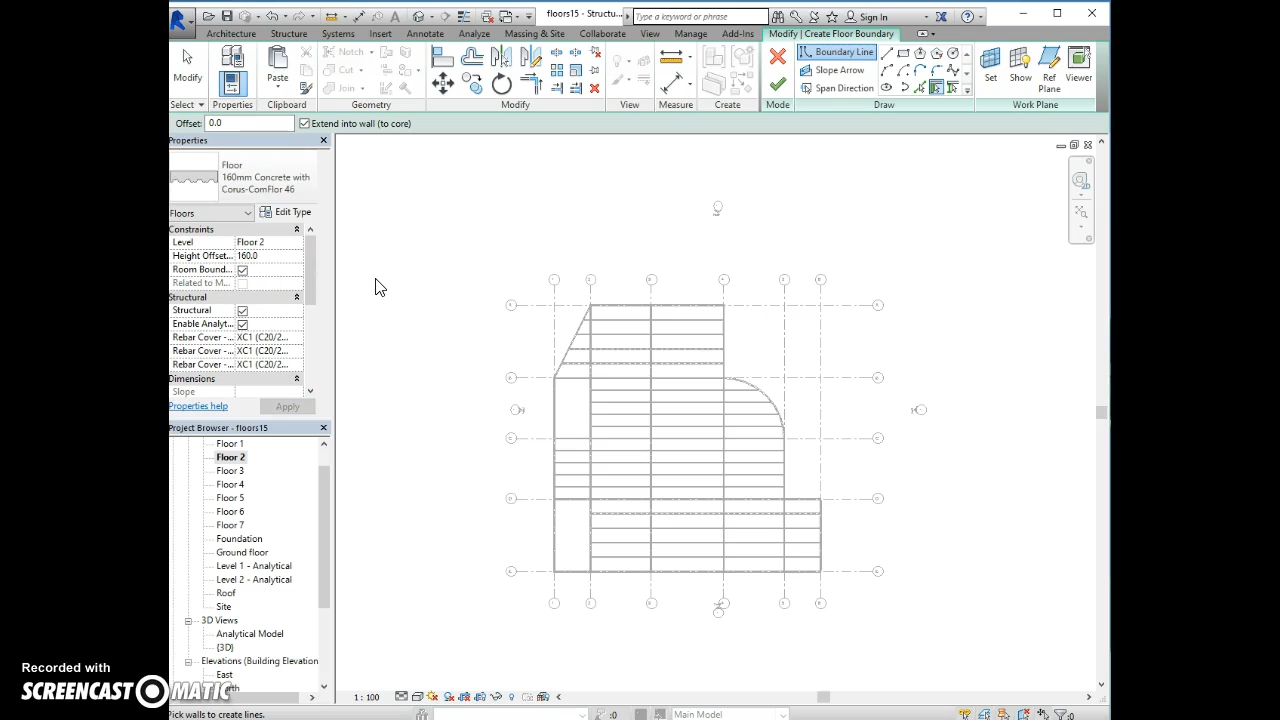 floors15 - Structu...
Type a keyword or phrase
Sign In
Architecture Structure Systems Insert Annotate Analyze Massing & Site Collaborate View Manage Add-Ins Modify | Create Floor Boundary
Modify
Paste
Notch
Cut
Join
Boundary Line
Slope Arrow
Span Direction
Set
Show
Ref Plane
Viewer
Select Properties Clipboard Geometry Modify View Measure Create Mode Draw Work Plane
Offset: 0.0 Extend into wall (to core)
Properties
Floor
160mm Concrete with
Corus-ComFlor 46
Floors Edit Type
Constraints
Level Floor 2
Height Offset... 160.0
Room Bound...
Related to M...
Structural
Structural
Enable Analyt...
Rebar Cover -... XC1 (C20/2...
Rebar Cover -... XC1 (C20/2...
Rebar Cover -... XC1 (C20/2...
Dimensions
Slope
Properties help Apply
Project Browser - floors15
Floor 1
Floor 2
Floor 3
Floor 4
Floor 5
Floor 6
Floor 7
Foundation
Ground floor
Level 1 - Analytical
Level 2 - Analytical
Roof
Site
3D Views
Analytical Model
{3D}
Elevations (Building Elevation
East
1 : 100
Pick walls to create lines.
:0
Main Model
:0
Recorded with
SCREENCAST MATIC